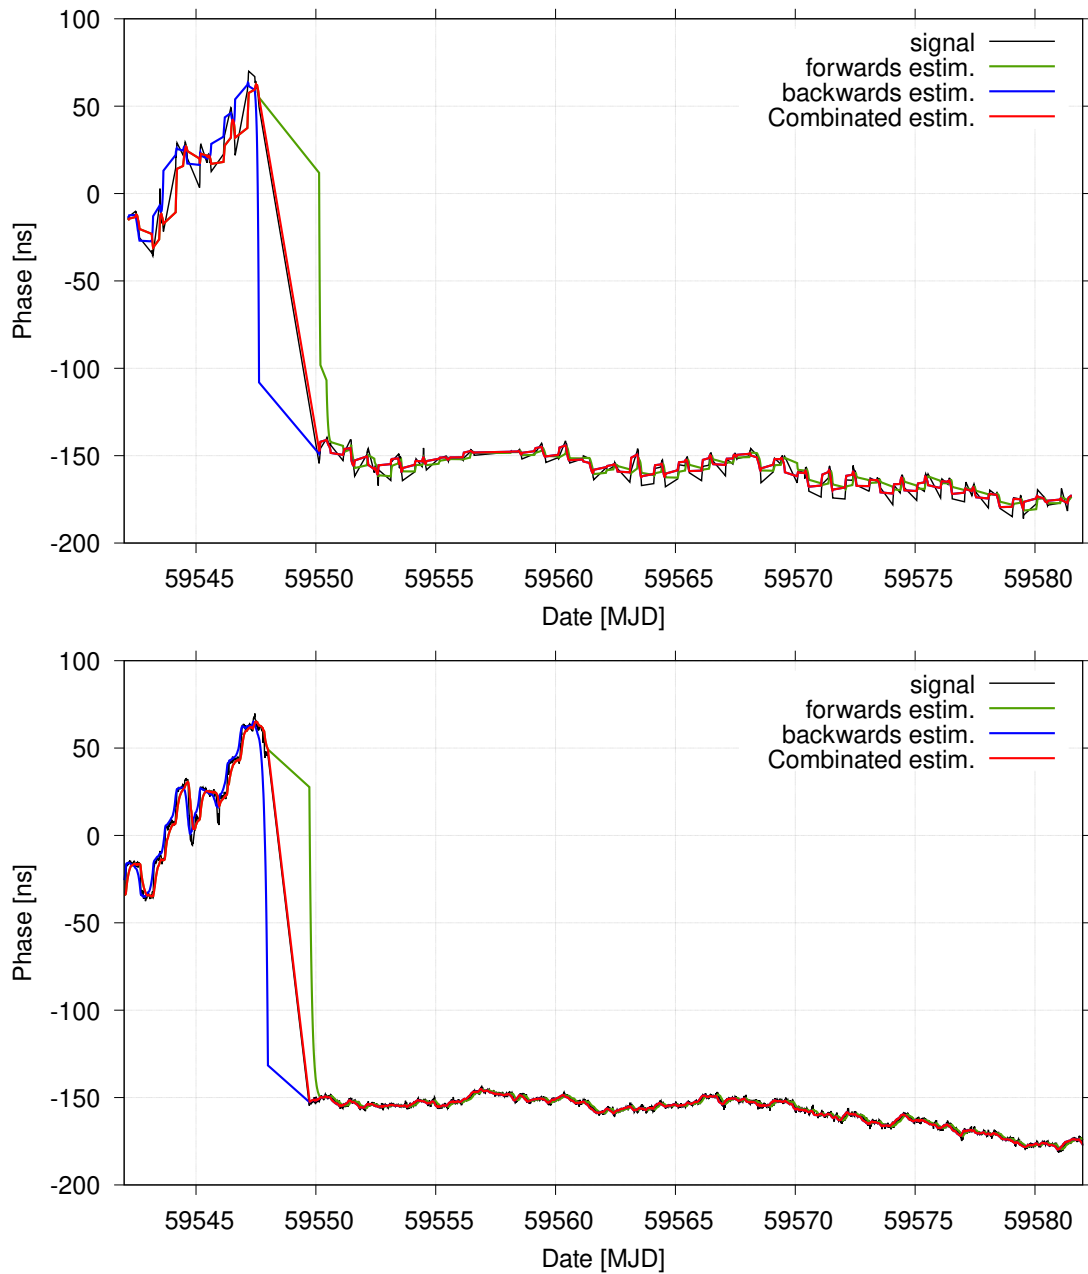 100
50
0
-50
-100
-150
-200
Phase [ns]
signal
forwards estim.
backwards estim.
Combinated estim.
59545 59550 59555 59560 59565 59570 59575 59580
Date [MJD]
100
50
0
-50
-100
-150
-200
Phase [ns]
signal
forwards estim.
backwards estim.
Combinated estim.
59545 59550 59555 59560 59565 59570 59575 59580
Date [MJD]